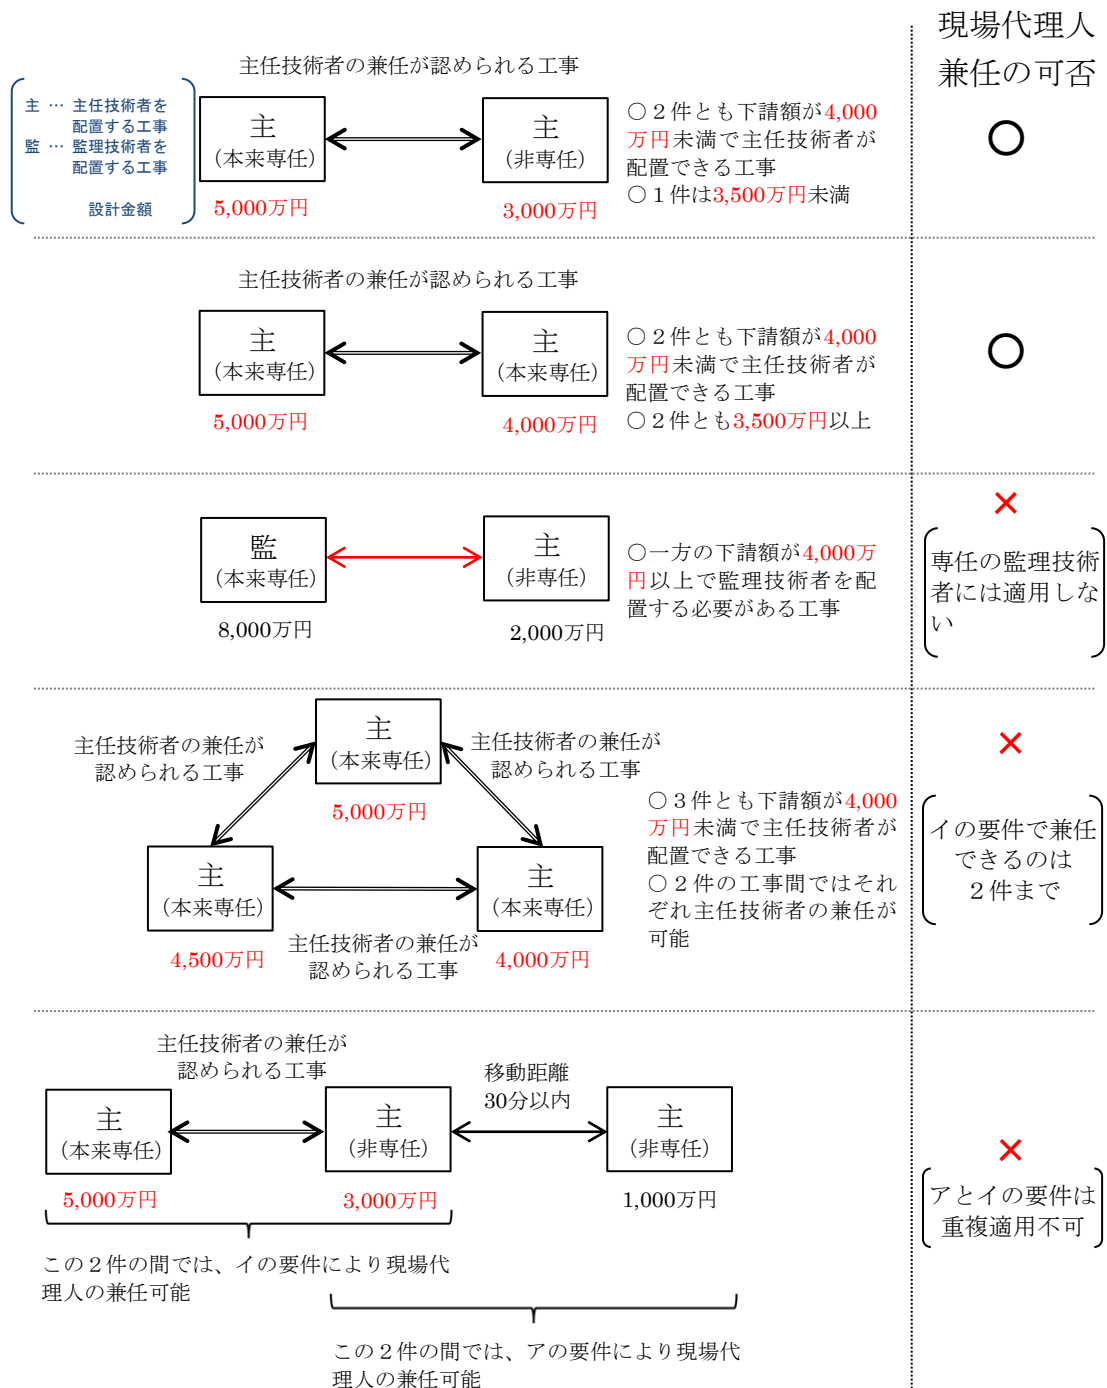 現場代理人
兼任の可否
主任技術者の兼任が認められる工事
主 … 主任技術者を
配置する工事
監 … 監理技術者を
配置する工事
設計金額
主
（本来専任）
5,000万円
主
（非専任）
3,000万円
○２件とも下請額が4,000
万円未満で主任技術者が
配置できる工事
○１件は3,500万円未満
○
主任技術者の兼任が認められる工事
主
（本来専任）
5,000万円
主
（本来専任）
4,000万円
○２件とも下請額が4,000
万円未満で主任技術者が
配置できる工事
○２件とも3,500万円以上
○
監
（本来専任）
8,000万円
主
（非専任）
2,000万円
○一方の下請額が4,000万
円以上で監理技術者を配
置する必要がある工事
×
専任の監理技術
者には適用しな
い
主任技術者の兼任が
認められる工事
主
（本来専任）
5,000万円
主任技術者の兼任が
認められる工事
主
（本来専任）
4,500万円
主任技術者の兼任が
認められる工事
主
（本来専任）
4,000万円
○３件とも下請額が4,000
万円未満で主任技術者が
配置できる工事
○２件の工事間ではそれ
ぞれ主任技術者の兼任が
可能
×
イの要件で兼任
できるのは
２件まで
主任技術者の兼任が
認められる工事
移動距離
30分以内
主
（本来専任）
5,000万円
主
（非専任）
3,000万円
主
（非専任）
1,000万円
×
アとイの要件は
重複適用不可
この２件の間では、イの要件により現場代
理人の兼任可能
この２件の間では、アの要件により現場代
理人の兼任可能